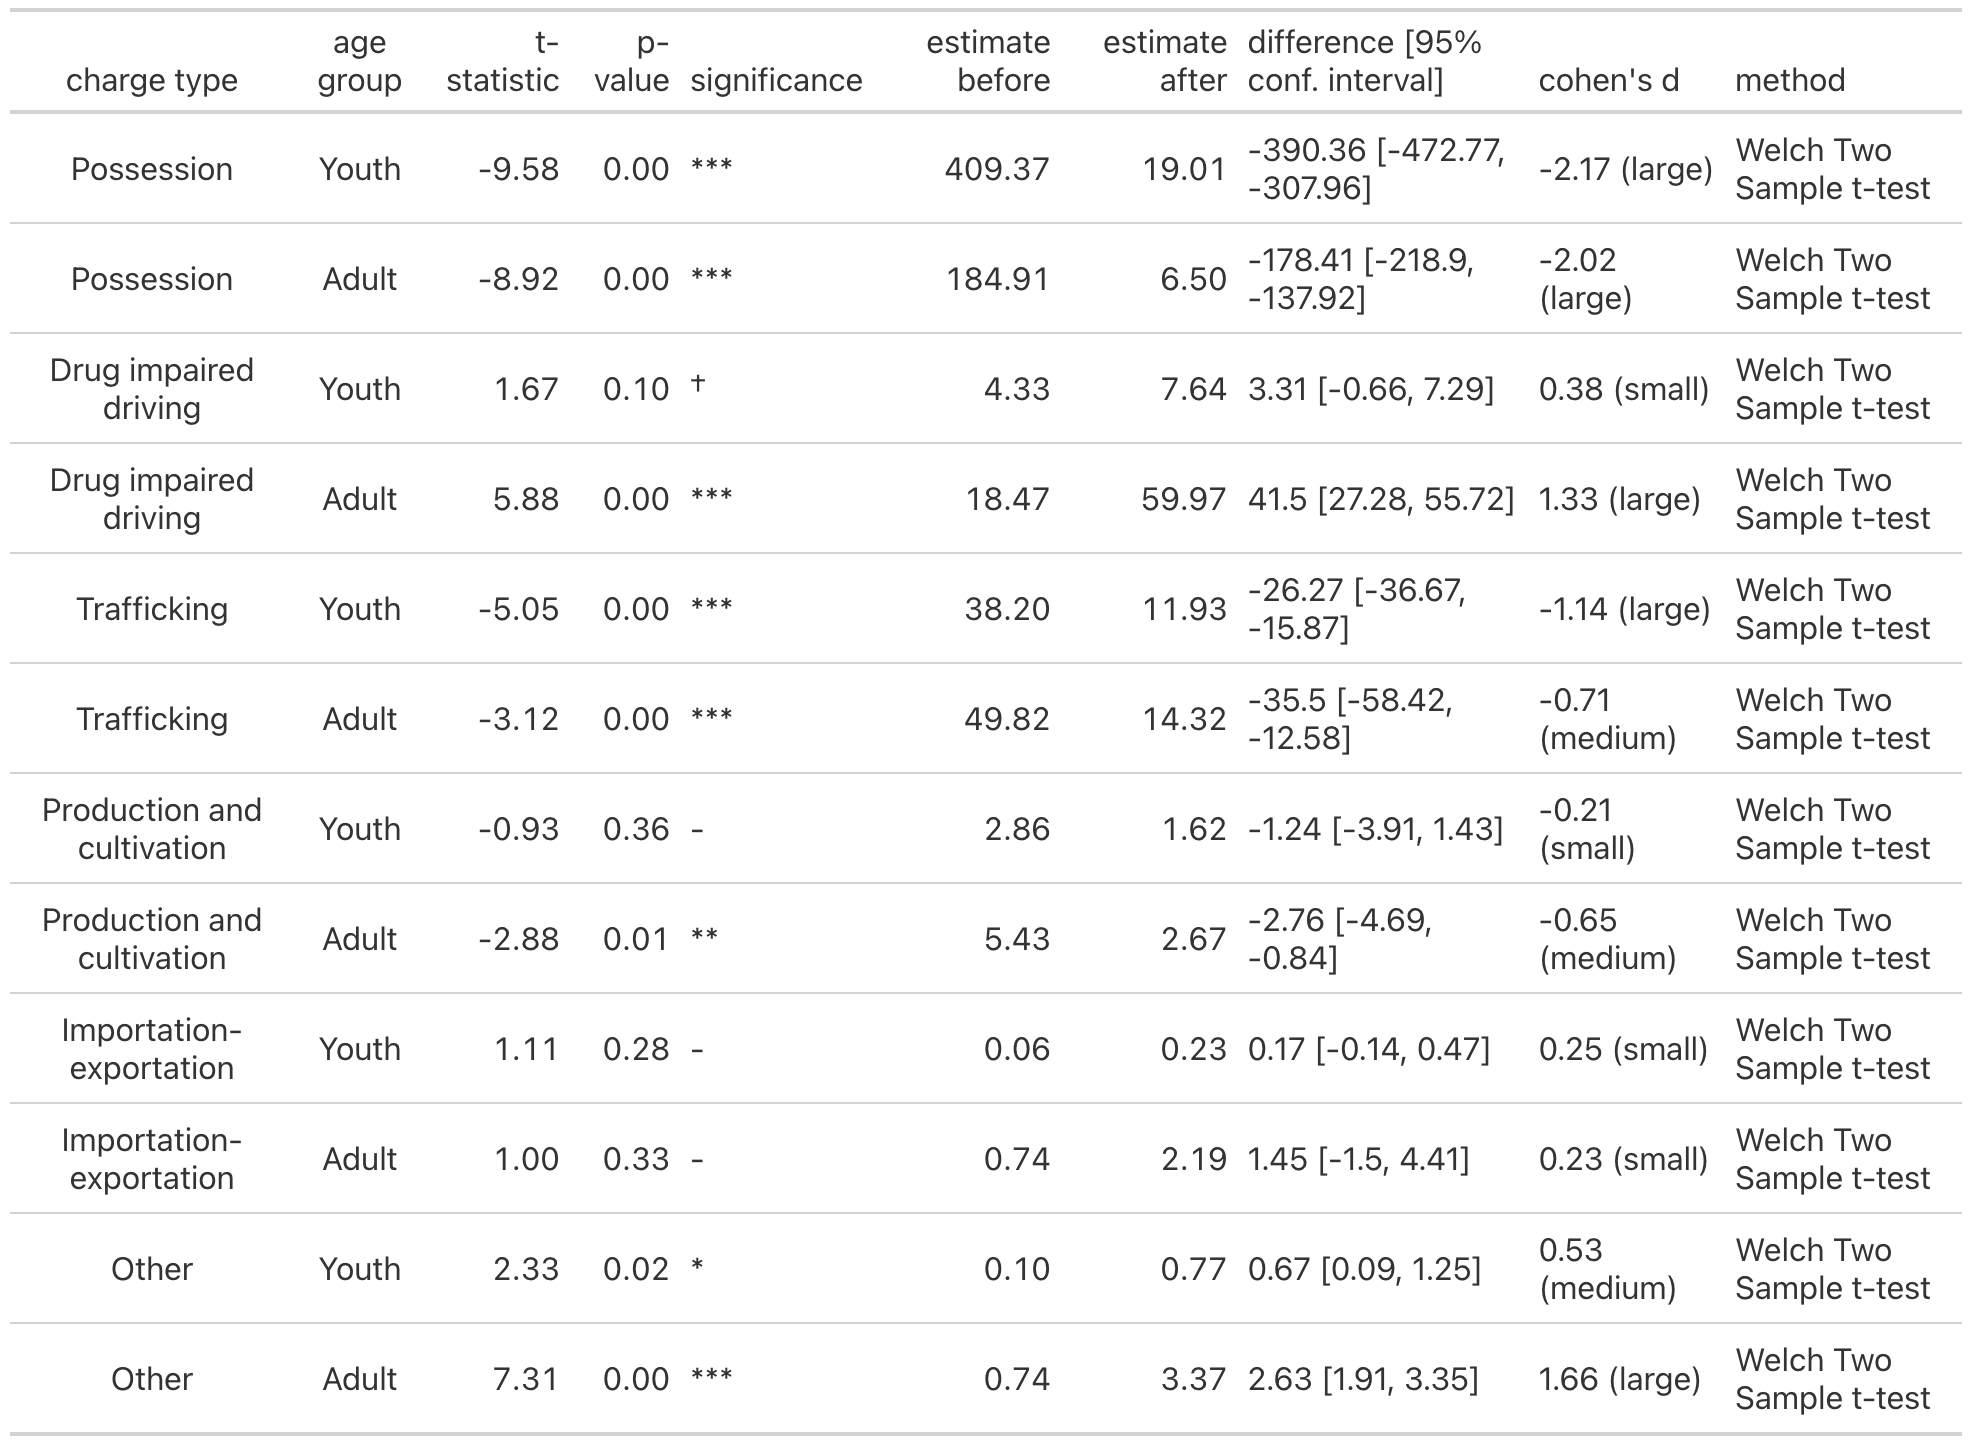 charge type age group t-statistic p-value significance estimate before estimate after difference [95% conf. interval] cohen's d method
Possession Youth -9.58 0.00 *** 409.37 19.01 -390.36 [-472.77, -307.96] -2.17 (large) Welch Two Sample t-test
Possession Adult -8.92 0.00 *** 184.91 6.50 -178.41 [-218.9, -137.92] -2.02 (large) Welch Two Sample t-test
Drug impaired driving Youth 1.67 0.10 † 4.33 7.64 3.31 [-0.66, 7.29] 0.38 (small) Welch Two Sample t-test
Drug impaired driving Adult 5.88 0.00 *** 18.47 59.97 41.5 [27.28, 55.72] 1.33 (large) Welch Two Sample t-test
Trafficking Youth -5.05 0.00 *** 38.20 11.93 -26.27 [-36.67, -15.87] -1.14 (large) Welch Two Sample t-test
Trafficking Adult -3.12 0.00 *** 49.82 14.32 -35.5 [-58.42, -12.58] -0.71 (medium) Welch Two Sample t-test
Production and cultivation Youth -0.93 0.36 - 2.86 1.62 -1.24 [-3.91, 1.43] -0.21 (small) Welch Two Sample t-test
Production and cultivation Adult -2.88 0.01 ** 5.43 2.67 -2.76 [-4.69, -0.84] -0.65 (medium) Welch Two Sample t-test
Importation-exportation Youth 1.11 0.28 - 0.06 0.23 0.17 [-0.14, 0.47] 0.25 (small) Welch Two Sample t-test
Importation-exportation Adult 1.00 0.33 - 0.74 2.19 1.45 [-1.5, 4.41] 0.23 (small) Welch Two Sample t-test
Other Youth 2.33 0.02 * 0.10 0.77 0.67 [0.09, 1.25] 0.53 (medium) Welch Two Sample t-test
Other Adult 7.31 0.00 *** 0.74 3.37 2.63 [1.91, 3.35] 1.66 (large) Welch Two Sample t-test